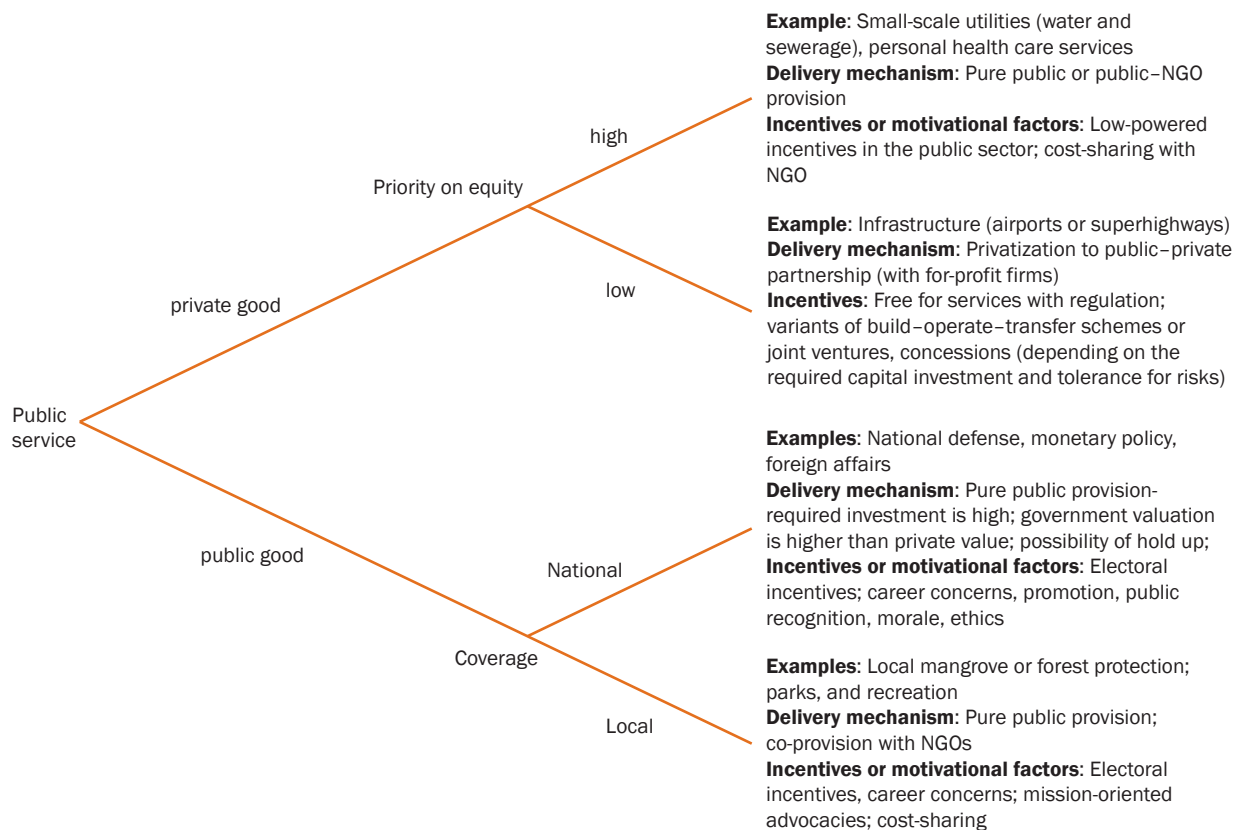 Example: Small-scale utilities (water and
sewerage), personal health care services
Delivery mechanism: Pure public or public–NGO
provision
Incentives or motivational factors: Low-powered
incentives in the public sector; cost-sharing with
NGO
high
Priority on equity
Example: Infrastructure (airports or superhighways)
Delivery mechanism: Privatization to public–private
partnership (with for-profit firms)
Incentives: Free for services with regulation;
variants of build–operate–transfer schemes or
joint ventures, concessions (depending on the
required capital investment and tolerance for risks)
low
private good
Public
service
public good
Examples: National defense, monetary policy,
foreign affairs
Delivery mechanism: Pure public provision-
required investment is high; government valuation
is higher than private value; possibility of hold up;
Incentives or motivational factors: Electoral
incentives; career concerns, promotion, public
recognition, morale, ethics
National
Coverage
Examples: Local mangrove or forest protection;
parks, and recreation
Delivery mechanism: Pure public provision;
co-provision with NGOs
Incentives or motivational factors: Electoral
incentives, career concerns; mission-oriented
advocacies; cost-sharing
Local